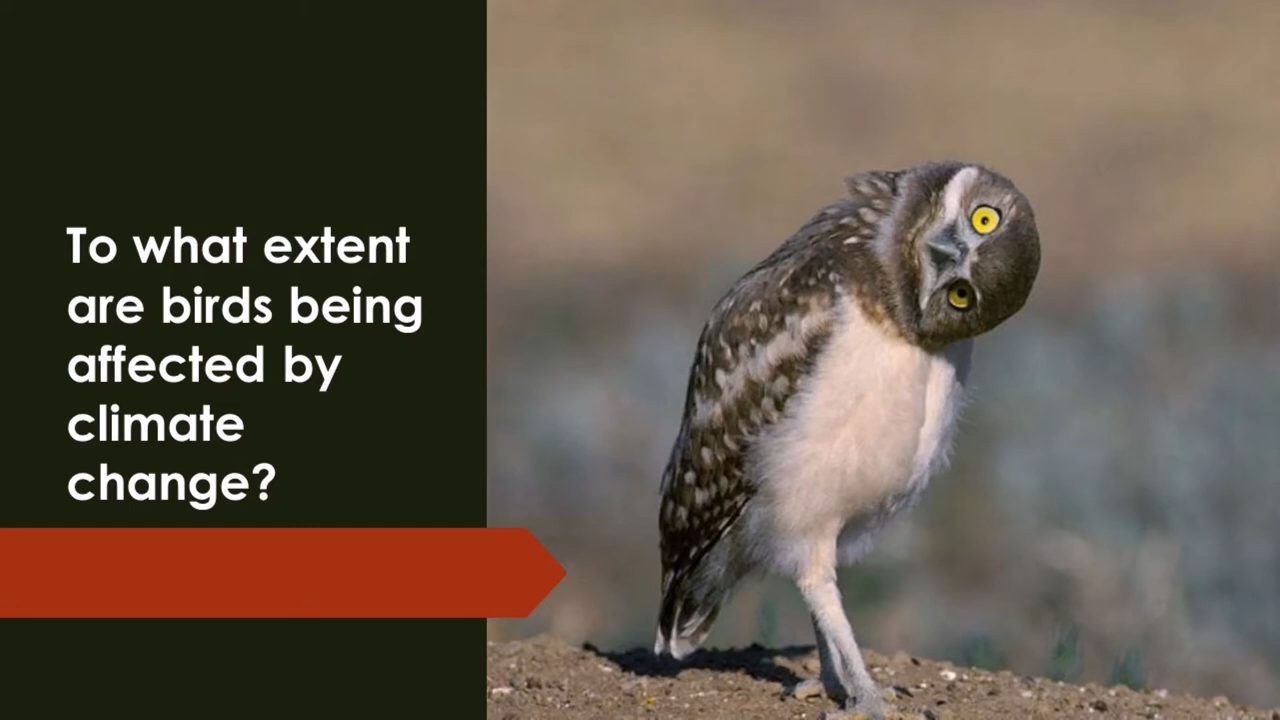 To what extent
are birds being
affected by
climate
change?